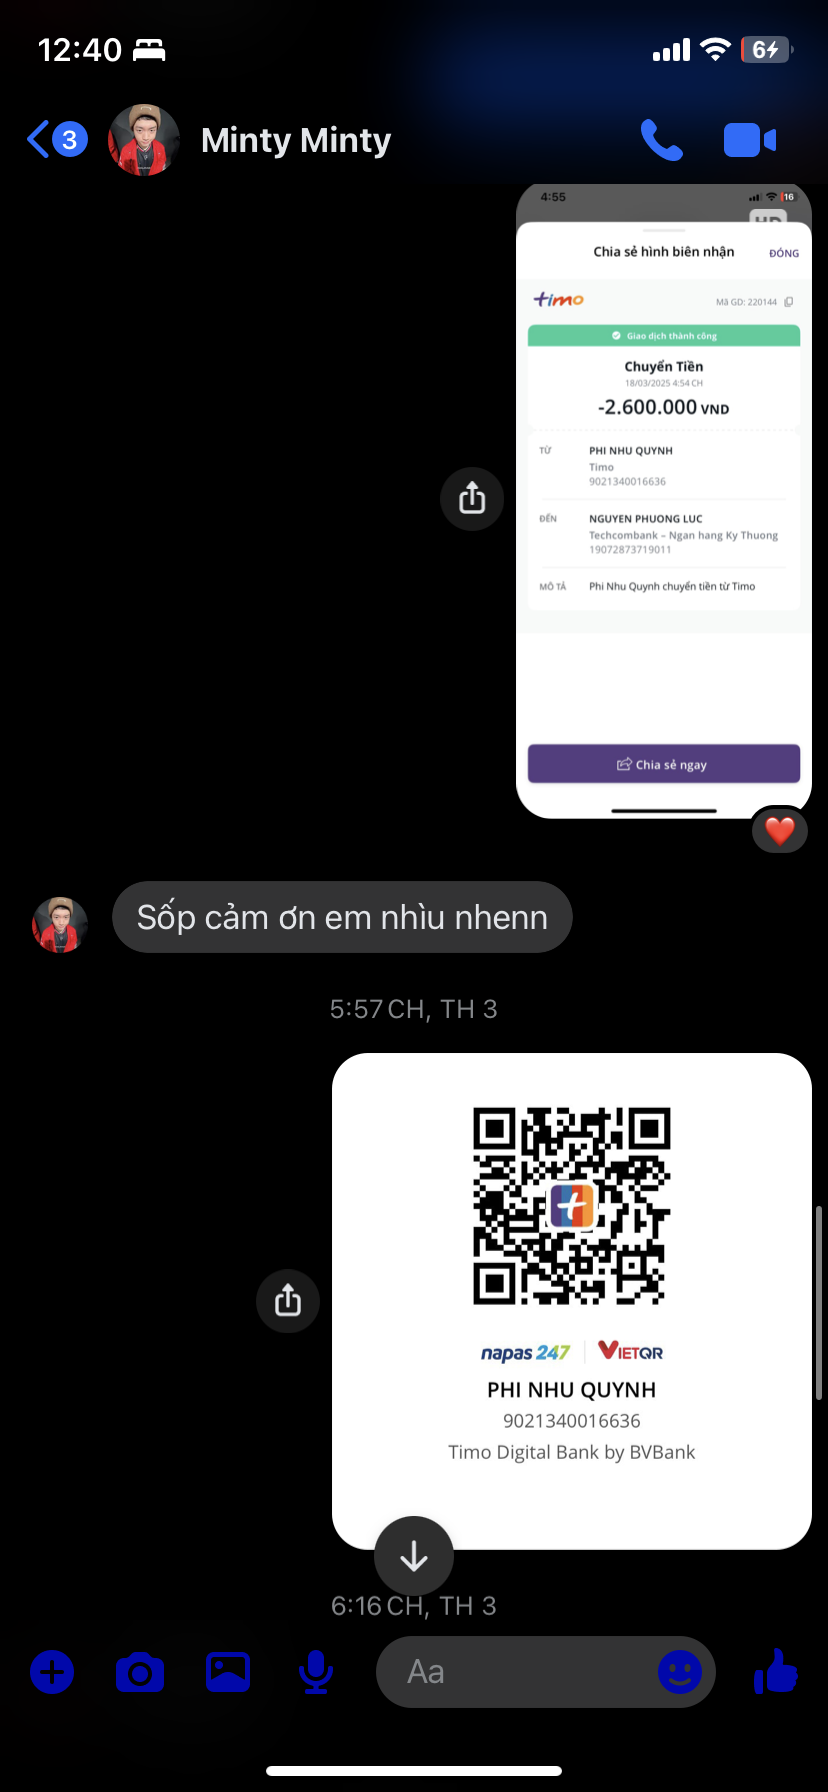 12:40
6
3
Minty Minty
4:55
16
Chia sẻ hình biên nhận
ĐÓNG
timo
Mã GD: 220144
Giao dịch thành công
Chuyển Tiền
18/03/2025 4:54 CH
-2.600.000 VND
TỪ
PHI NHU QUYNH
Timo
9021340016636
ĐẾN
NGUYEN PHUONG LUC
Techcombank – Ngan hang Ky Thuong
19072873719011
MÔ TẢ
Phi Nhu Quynh chuyển tiền từ Timo
Chia sẻ ngay
Sốp cảm ơn em nhìu nhenn
5:57 CH, TH 3
napas 247
VIETQR
PHI NHU QUYNH
9021340016636
Timo Digital Bank by BVBank
6:16 CH, TH 3
Aa